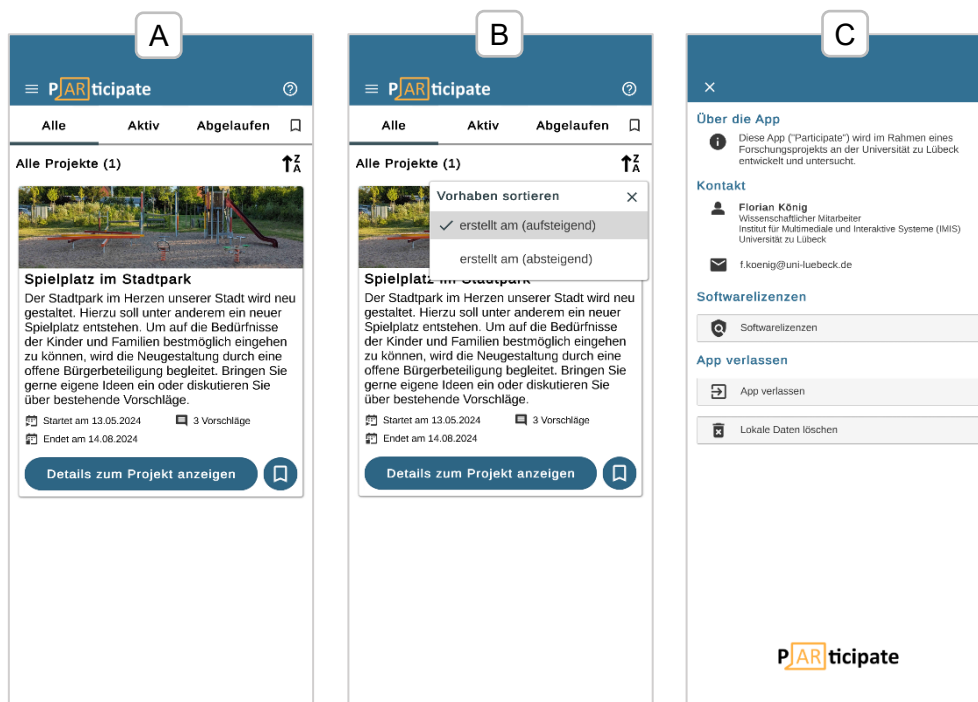 A
P AR ticipate
Alle Aktiv Abgelaufen
Alle Projekte (1)
Z
A
Spielplatz im Stadtpark
Der Stadtpark im Herzen unserer Stadt wird neu
gestaltet. Hierzu soll unter anderem ein neuer
Spielplatz entstehen. Um auf die Bedürfnisse
der Kinder und Familien bestmöglich eingehen
zu können, wird die Neugestaltung durch eine
offene Bürgerbeteiligung begleitet. Bringen Sie
gerne eigene Ideen ein oder diskutieren Sie
über bestehende Vorschläge.
Startet am 13.05.2024 3 Vorschläge
Endet am 14.08.2024
Details zum Projekt anzeigen
B
P AR ticipate
Alle Aktiv Abgelaufen
Alle Projekte (1)
Z
A
Vorhaben sortieren
erstellt am (aufsteigend)
erstellt am (absteigend)
Spielplatz im Stadtpark
Der Stadtpark im Herzen unserer Stadt wird neu
gestaltet. Hierzu soll unter anderem ein neuer
Spielplatz entstehen. Um auf die Bedürfnisse
der Kinder und Familien bestmöglich eingehen
zu können, wird die Neugestaltung durch eine
offene Bürgerbeteiligung begleitet. Bringen Sie
gerne eigene Ideen ein oder diskutieren Sie
über bestehende Vorschläge.
Startet am 13.05.2024 3 Vorschläge
Endet am 14.08.2024
Details zum Projekt anzeigen
C
Über die App
Diese App ("Participate") wird im Rahmen eines
Forschungsprojekts an der Universität zu Lübeck
entwickelt und untersucht.
Kontakt
Florian König
Wissenschaftlicher Mitarbeiter
Institut für Multimediale und Interaktive Systeme (IMIS)
Universität zu Lübeck
f.koenig@uni-luebeck.de
Softwarelizenzen
Softwarelizenzen
App verlassen
App verlassen
Lokale Daten löschen
P AR ticipate